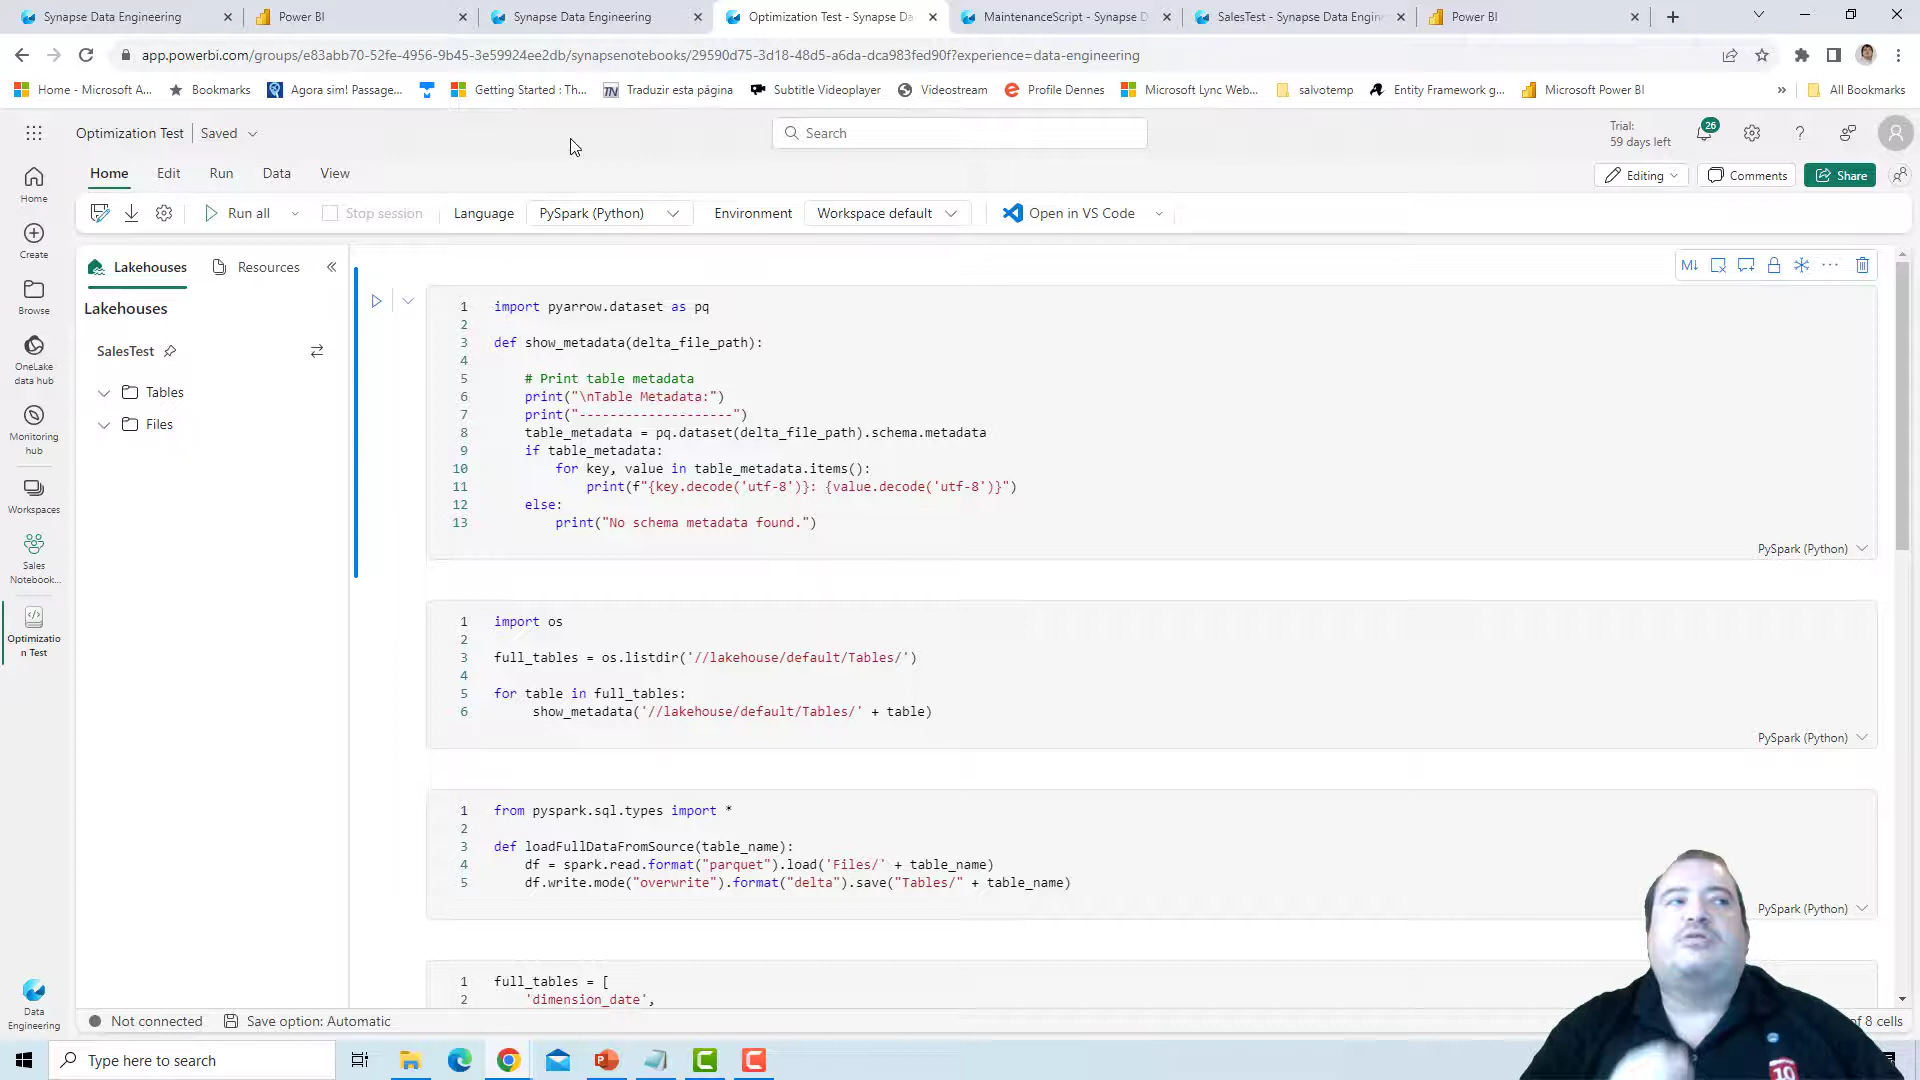 Synapse Data Engineering
Power BI
Synapse Data Engineering
Optimization Test - Synapse Da
MaintenanceScript - Synapse D
SalesTest - Synapse Data Engin
Power BI
app.powerbi.com/groups/e83abb70-52fe-4956-9b45-3e59924ee2db/synapsenotebooks/29590d75-3d18-48d5-a6da-dca983fed90f?experience=data-engineering
Home - Microsoft A...
Bookmarks
Agora sim! Passage...
Getting Started : Th...
TN
Traduzir esta página
Subtitle Videoplayer
Videostream
Profile Dennes
Microsoft Lync Web...
salvotemp
Entity Framework g...
Microsoft Power BI
»
All Bookmarks
Optimization Test
Saved
Search
Trial:
59 days left
26
Home
Edit
Run
Data
View
Editing
Comments
Share
Run all
Stop session
Language
PySpark (Python)
Environment
Workspace default
Open in VS Code
Home
Create
Browse
OneLake
data hub
Monitoring
hub
Workspaces
Sales
Notebook...
Optimizatio
n Test
Data
Engineering
Lakehouses
Resources
Lakehouses
SalesTest
Tables
Files
M↓
1 import pyarrow.dataset as pq
2
3 def show_metadata(delta_file_path):
4
5 # Print table metadata
6 print("\nTable Metadata:")
7 print("--------------------")
8 table_metadata = pq.dataset(delta_file_path).schema.metadata
9 if table_metadata:
10 for key, value in table_metadata.items():
11 print(f"{key.decode('utf-8')}: {value.decode('utf-8')}")
12 else:
13 print("No schema metadata found.")
PySpark (Python)
1 import os
2
3 full_tables = os.listdir('//lakehouse/default/Tables/')
4
5 for table in full_tables:
6 show_metadata('//lakehouse/default/Tables/' + table)
PySpark (Python)
1 from pyspark.sql.types import *
2
3 def loadFullDataFromSource(table_name):
4 df = spark.read.format("parquet").load('Files/' + table_name)
5 df.write.mode("overwrite").format("delta").save("Tables/" + table_name)
PySpark (Python)
1 full_tables = [
2 'dimension_date',
Not connected
Save option: Automatic
of 8 cells
Type here to search
10